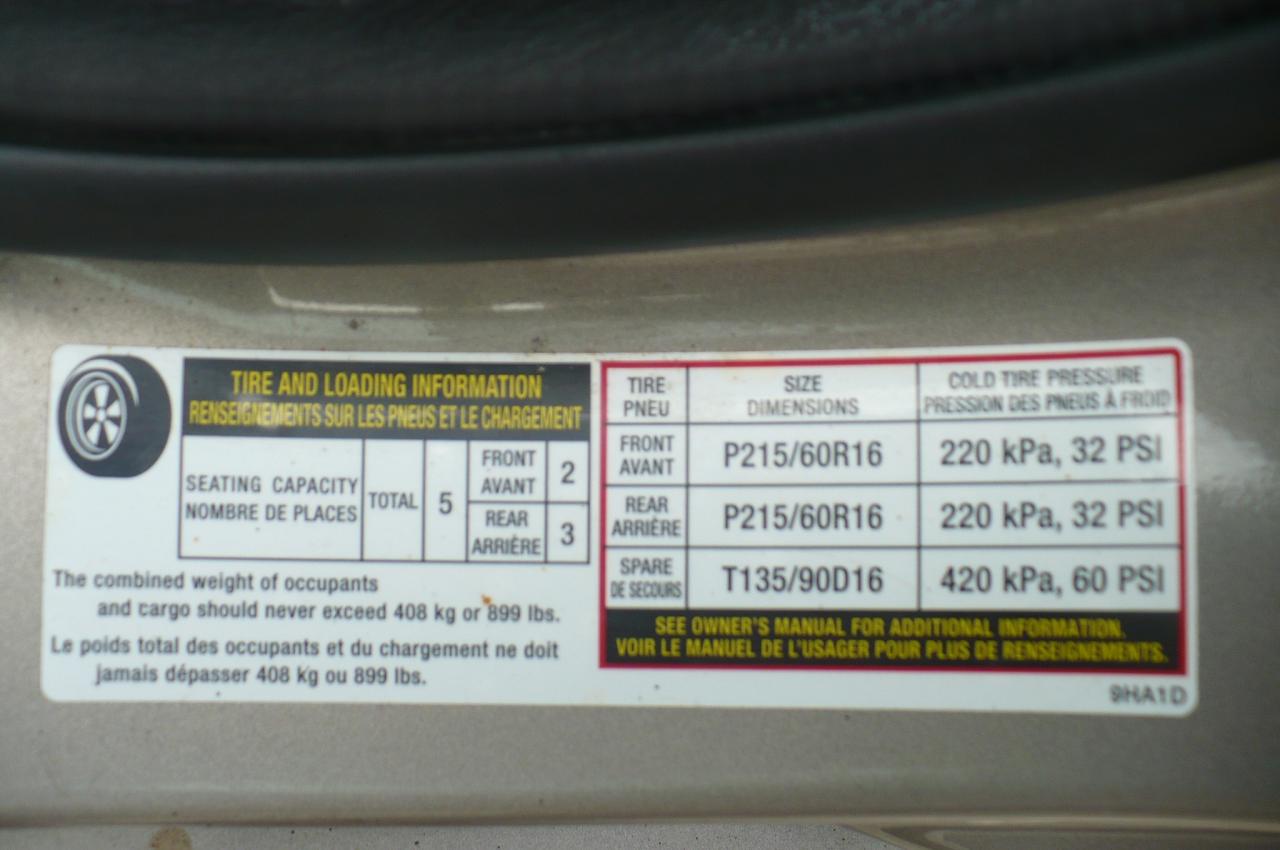 TIRE AND LOADING INFORMATION
RENSEIGNEMENTS SUR LES PNEUS ET LE CHARGEMENT
SEATING CAPACITY
NOMBRE DE PLACES
TOTAL
5
FRONT
AVANT
2
REAR
ARRIÈRE
3
The combined weight of occupants
and cargo should never exceed 408 kg or 899 lbs.
Le poids total des occupants et du chargement ne doit
jamais dépasser 408 kg ou 899 lbs.
TIRE
PNEU
SIZE
DIMENSIONS
COLD TIRE PRESSURE
PRESSION DES PNEUS À FROID
FRONT
AVANT
P215/60R16
220 kPa, 32 PSI
REAR
ARRIÈRE
P215/60R16
220 kPa, 32 PSI
SPARE
DE SECOURS
T135/90D16
420 kPa, 60 PSI
SEE OWNER'S MANUAL FOR ADDITIONAL INFORMATION.
VOIR LE MANUEL DE L'USAGER POUR PLUS DE RENSEIGNEMENTS.
9HA1D